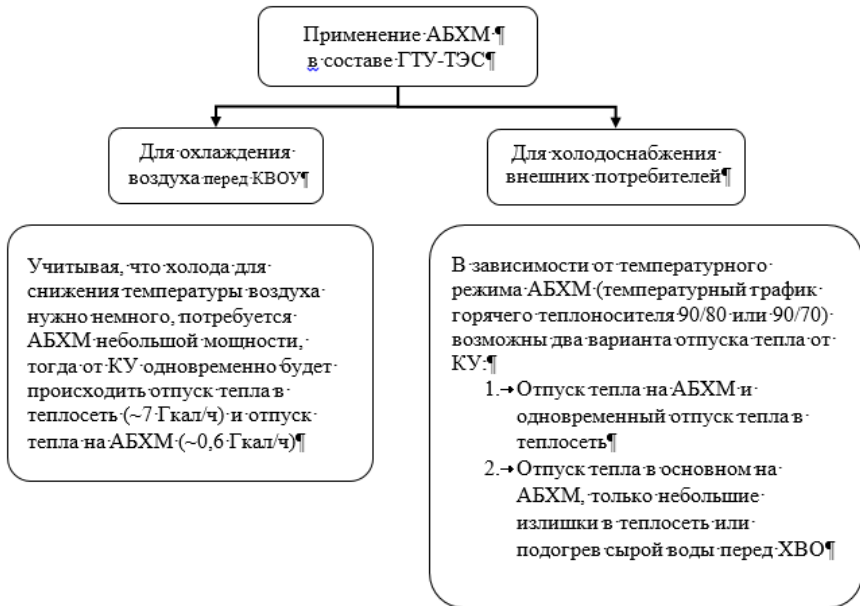 Применение АБХМ ¶
в составе ГТУ-ТЭС¶
Для охлаждения
воздуха перед КВОУ¶
Для холодоснабжения
внешних потребителей¶
Учитывая, что холода для
снижения температуры воздуха
нужно немного, потребуется
АБХМ небольшой мощности,
тогда от КУ одновременно будет
происходить отпуск тепла в
теплосеть (~7 Гкал/ч) и отпуск
тепла на АБХМ (~0,6 Гкал/ч)¶
В зависимости от температурного
режима АБХМ (температурный график
горячего теплоносителя 90/80 или 90/70)
возможны два варианта отпуска тепла от
КУ:¶
1.→Отпуск тепла на АБХМ и
одновременный отпуск тепла в
теплосеть¶
2.→Отпуск тепла в основном на
АБХМ, только небольшие
излишки в теплосеть или
подогрев сырой воды перед ХВО¶